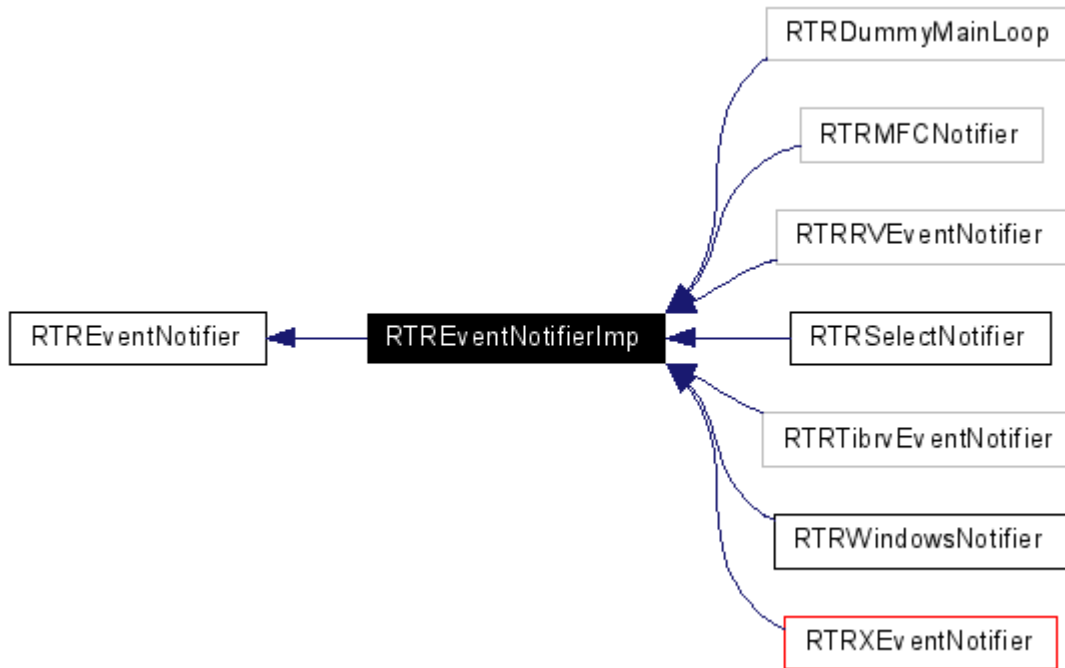 RTRDummyMainLoop
RTRMFCNotifier
RTRRVEventNotifier
RTREventNotifier
RTREventNotifierImp
RTRSelectNotifier
RTRTibrvEventNotifier
RTRWindowsNotifier
RTRXEventNotifier